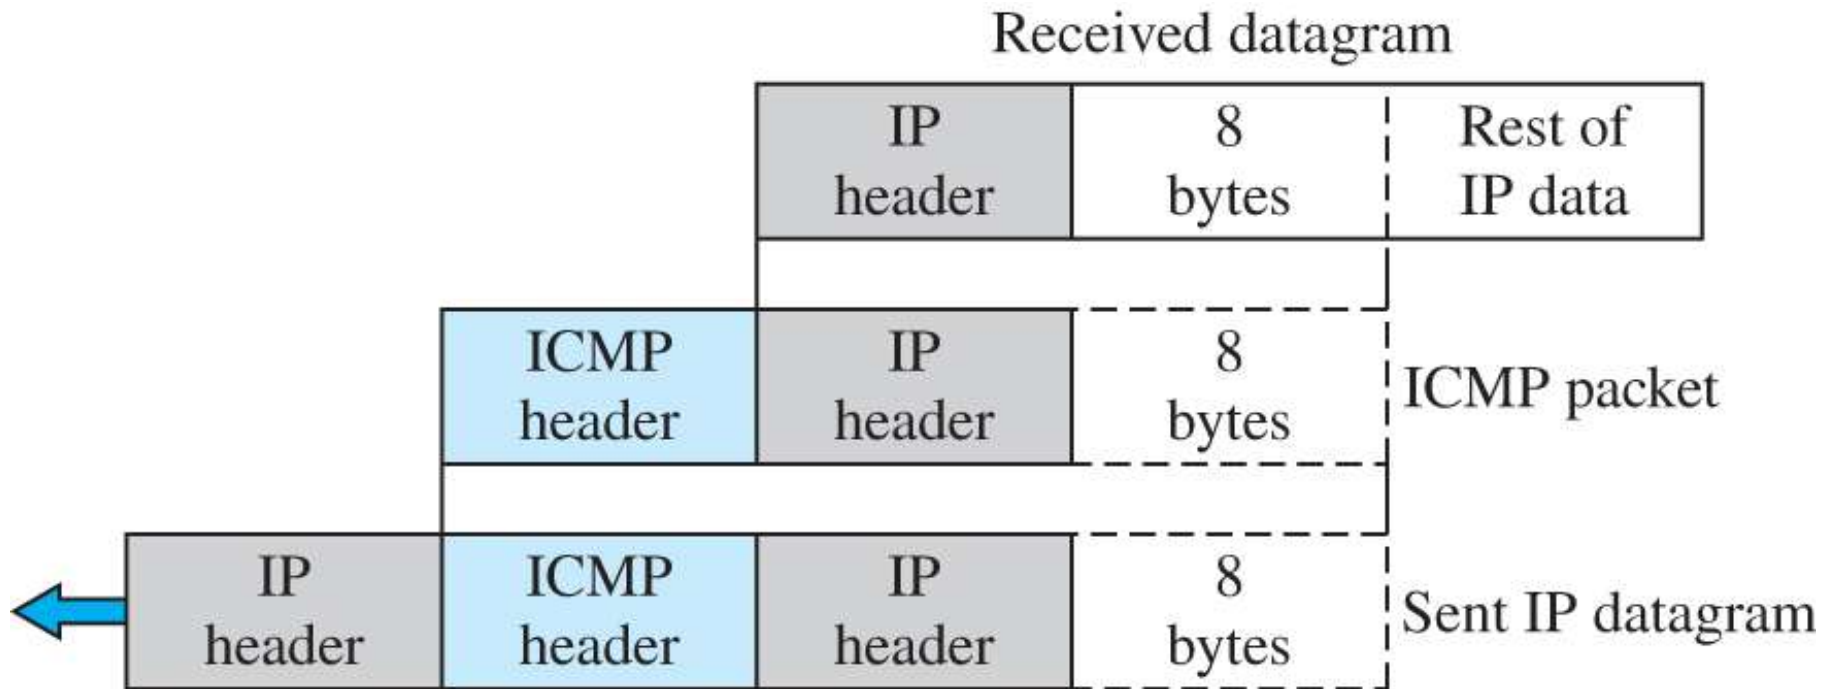 Received datagram
IP
header
8
bytes
Rest of
IP data
ICMP
header
IP
header
8
bytes
ICMP packet
IP
header
ICMP
header
IP
header
8
bytes
Sent IP datagram